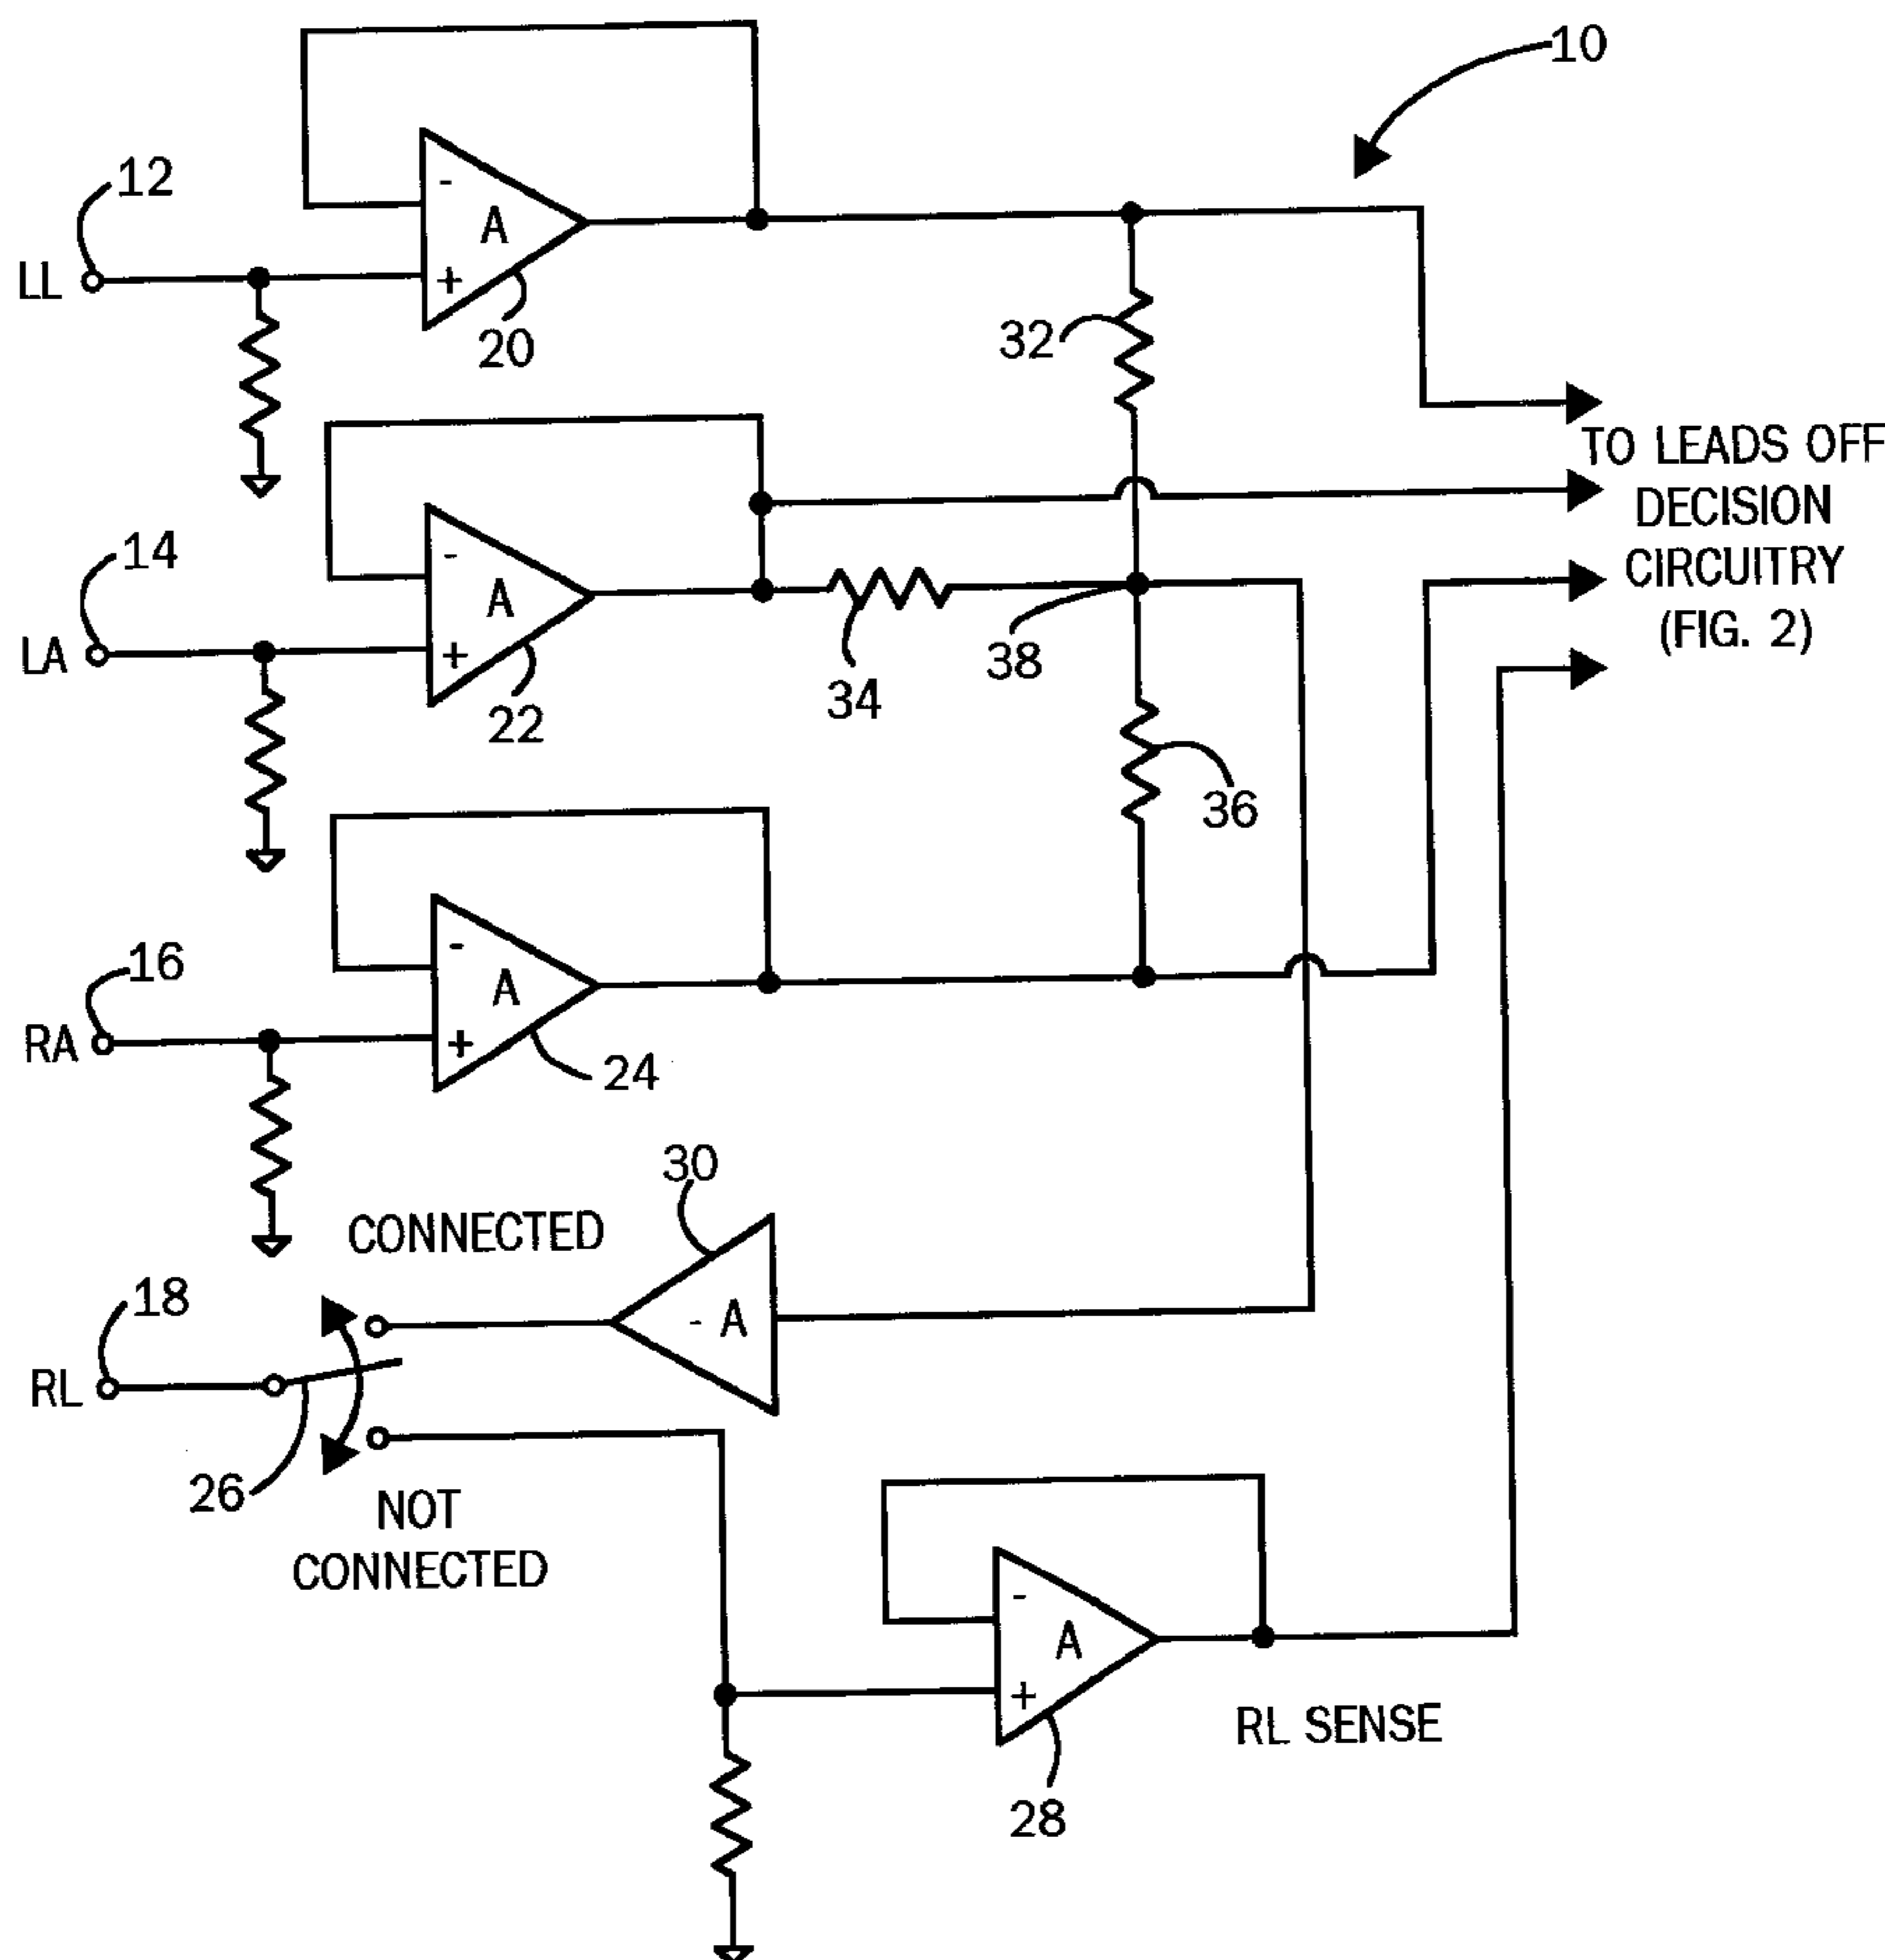 10
12
LL
-
A
+
20
32
TO LEADS OFF
DECISION
CIRCUITRY
(FIG. 2)
14
LA
-
A
+
22
34
38
36
16
RA
-
A
+
24
30
CONNECTED
- A
18
RL
26
NOT
CONNECTED
-
A
+
28
RL SENSE